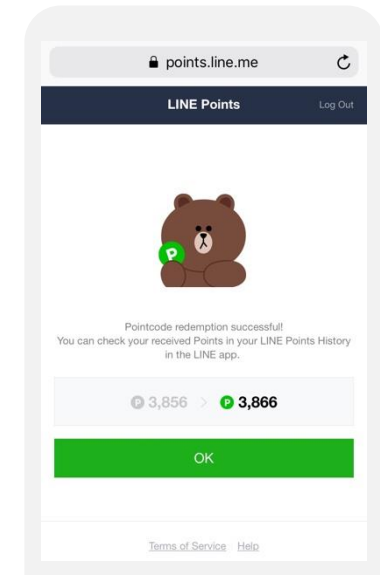 points.line.me
LINE Points
Log Out
P
Pointcode redemption successful!
You can check your received Points in your LINE Points History
in the LINE app.
P 3,856 > P 3,866
OK
Terms of Service Help